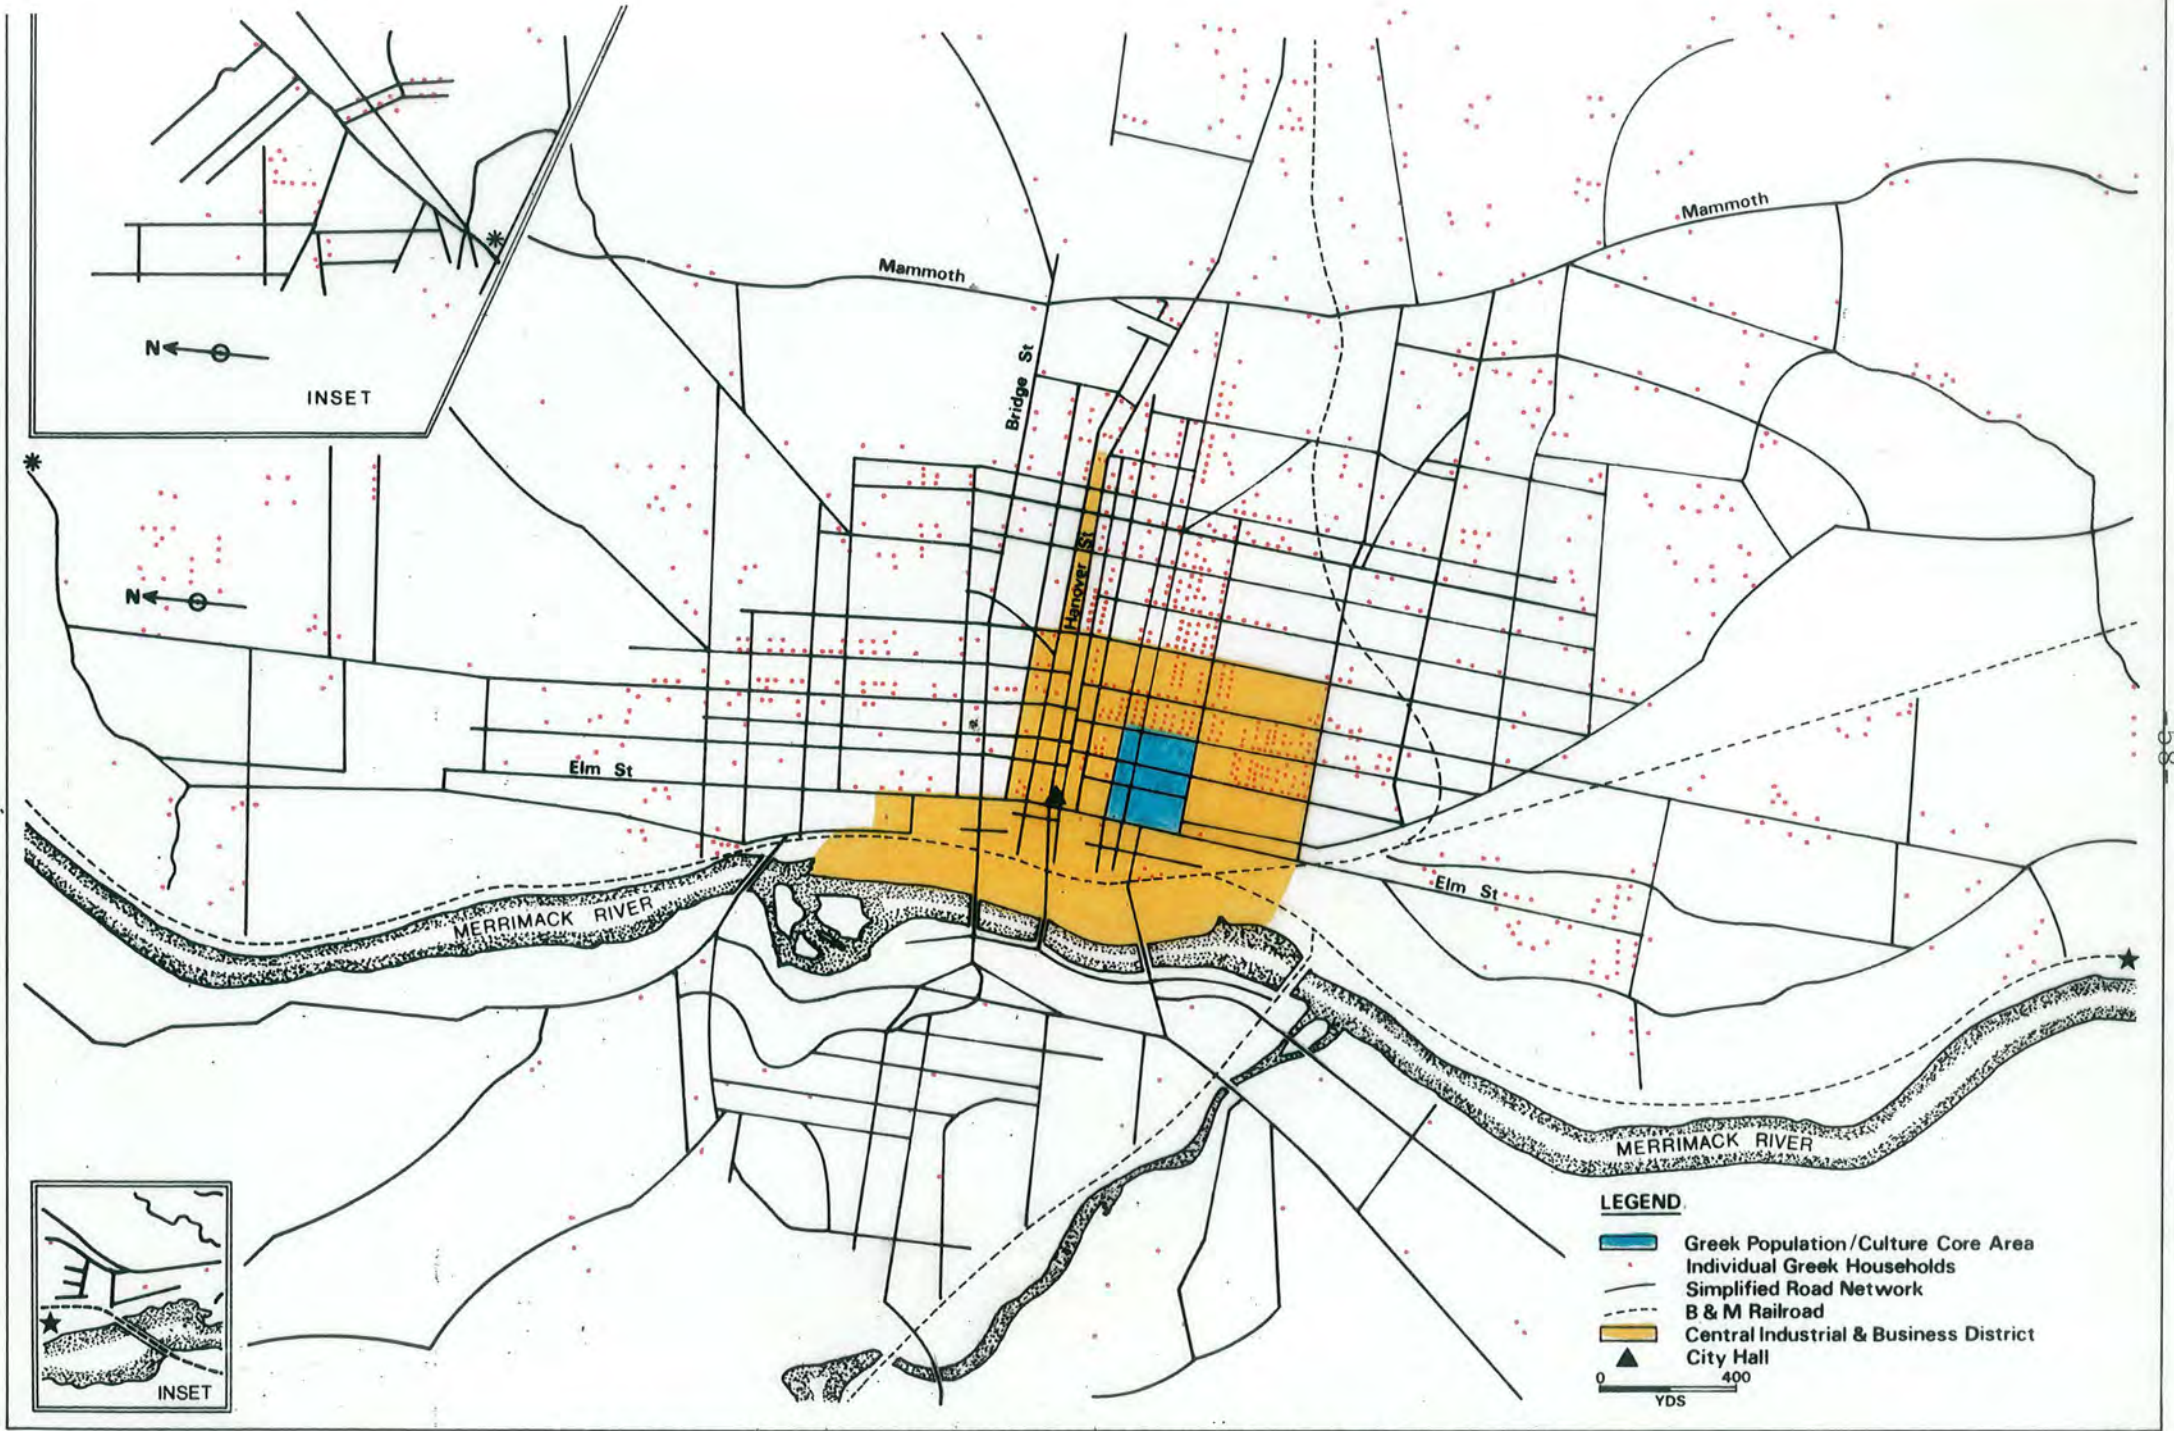 N
INSET
Mammoth
Mammoth
Bridge St
Hanover St
N
Elm St
Elm St
MERRIMACK RIVER
MERRIMACK RIVER
INSET
LEGEND
Greek Population/Culture Core Area
Individual Greek Households
Simplified Road Network
B & M Railroad
Central Industrial & Business District
City Hall
0 400
YDS
-58-